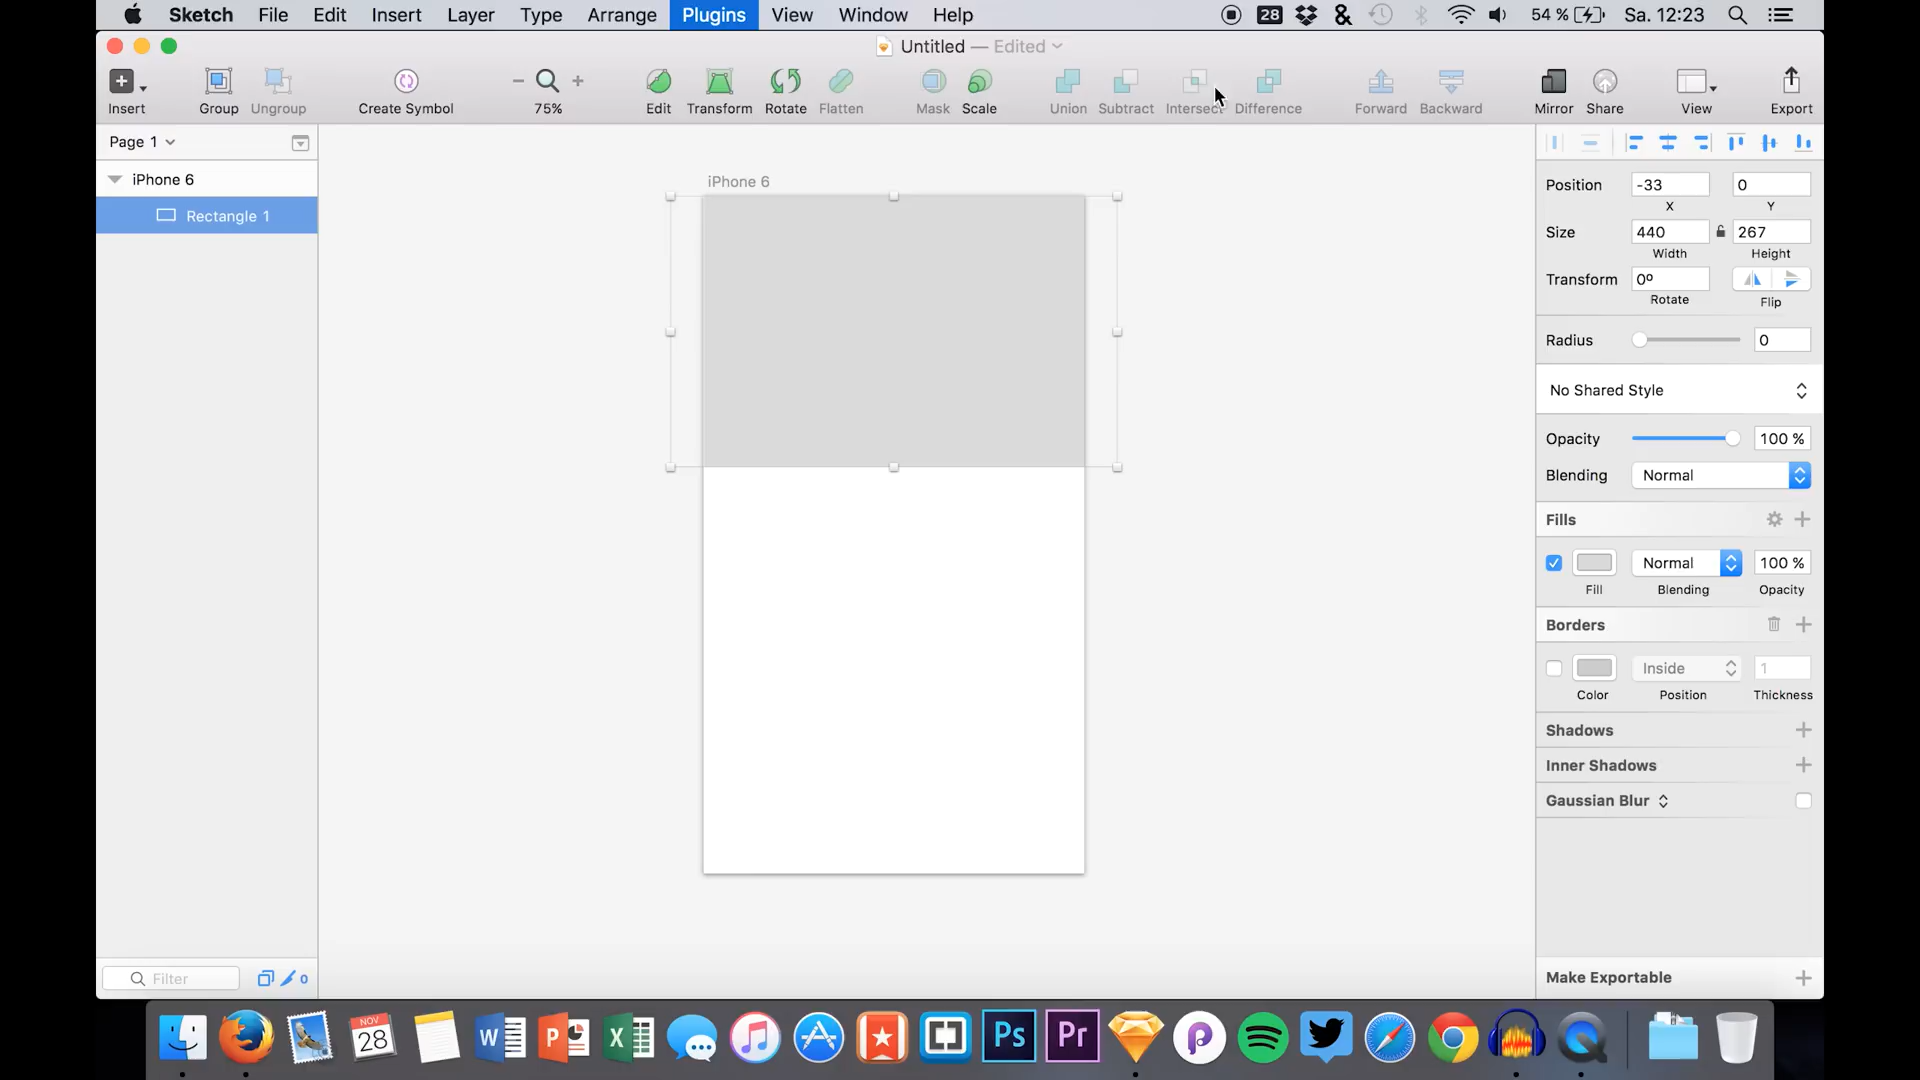 Sketch File Edit Insert Layer Type Arrange Plugins View Window Help 28 54 % Sa. 12:23
Untitled — Edited
Insert Group Ungroup Create Symbol 75% Edit Transform Rotate Flatten Mask Scale Union Subtract Intersect Difference Forward Backward Mirror Share View Export
Page 1
iPhone 6
Rectangle 1
iPhone 6
Position -33 0
X Y
Size 440 267
Width Height
Transform 0º
Rotate Flip
Radius 0
No Shared Style
Opacity 100 %
Blending Normal
Fills
Normal 100 %
Fill Blending Opacity
Borders
Inside 1
Color Position Thickness
Shadows
Inner Shadows
Gaussian Blur
Make Exportable
Filter 0
NOV
28
W P X Ps Pr